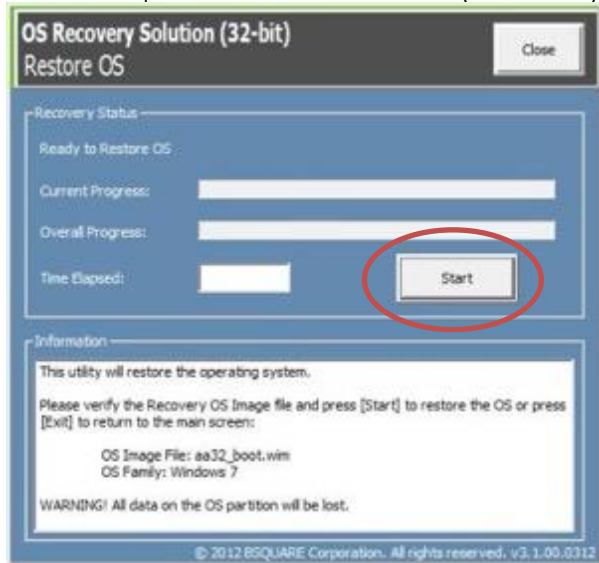 OS Recovery Solution (32-bit)
Restore OS
Close
Recovery Status
Ready to Restore OS
Current Progress:
Overall Progress:
Time Elapsed:
Start
Information
This utility will restore the operating system.
Please verify the Recovery OS Image file and press [Start] to restore the OS or press
[Exit] to return to the main screen:
OS Image File: aa32_boot.wim
OS Family: Windows 7
WARNING! All data on the OS partition will be lost.
© 2012 BSQUARE Corporation. All rights reserved. v3.1.00.0312